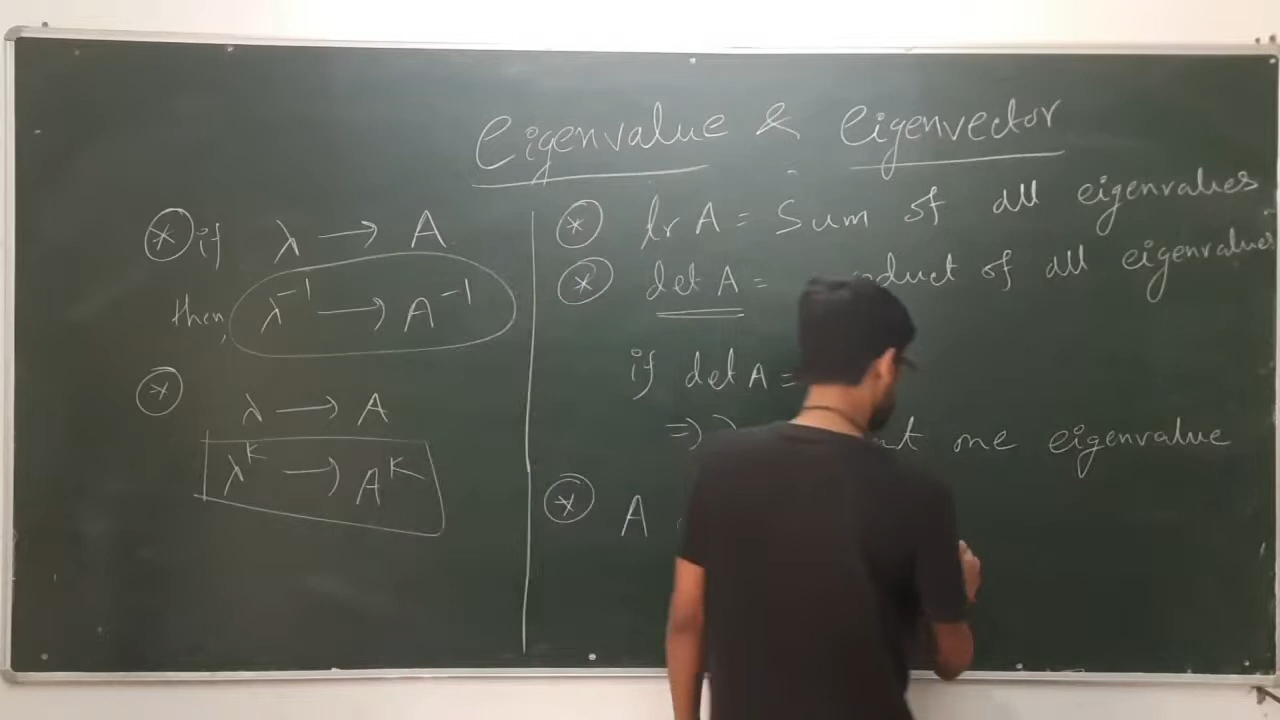 Eigenvalue & Eigenvector
⊛ if λ → A
then, λ⁻¹ → A⁻¹
⊛
λ → A
λᴷ → Aᴷ
⊛ tr A = Sum of all eigenvalues
⊛ det A = of all eigenvalues
if det A =
⇒ one eigenvalue
⊛ A